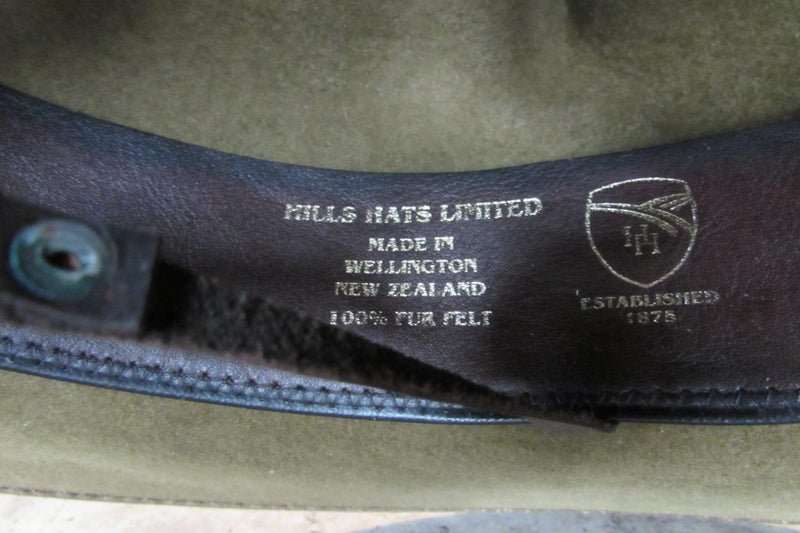 HILLS HATS LIMITED
MADE IN
WELLINGTON
NEW ZEALAND
100% FUR FELT
HH
ESTABLISHED
1875